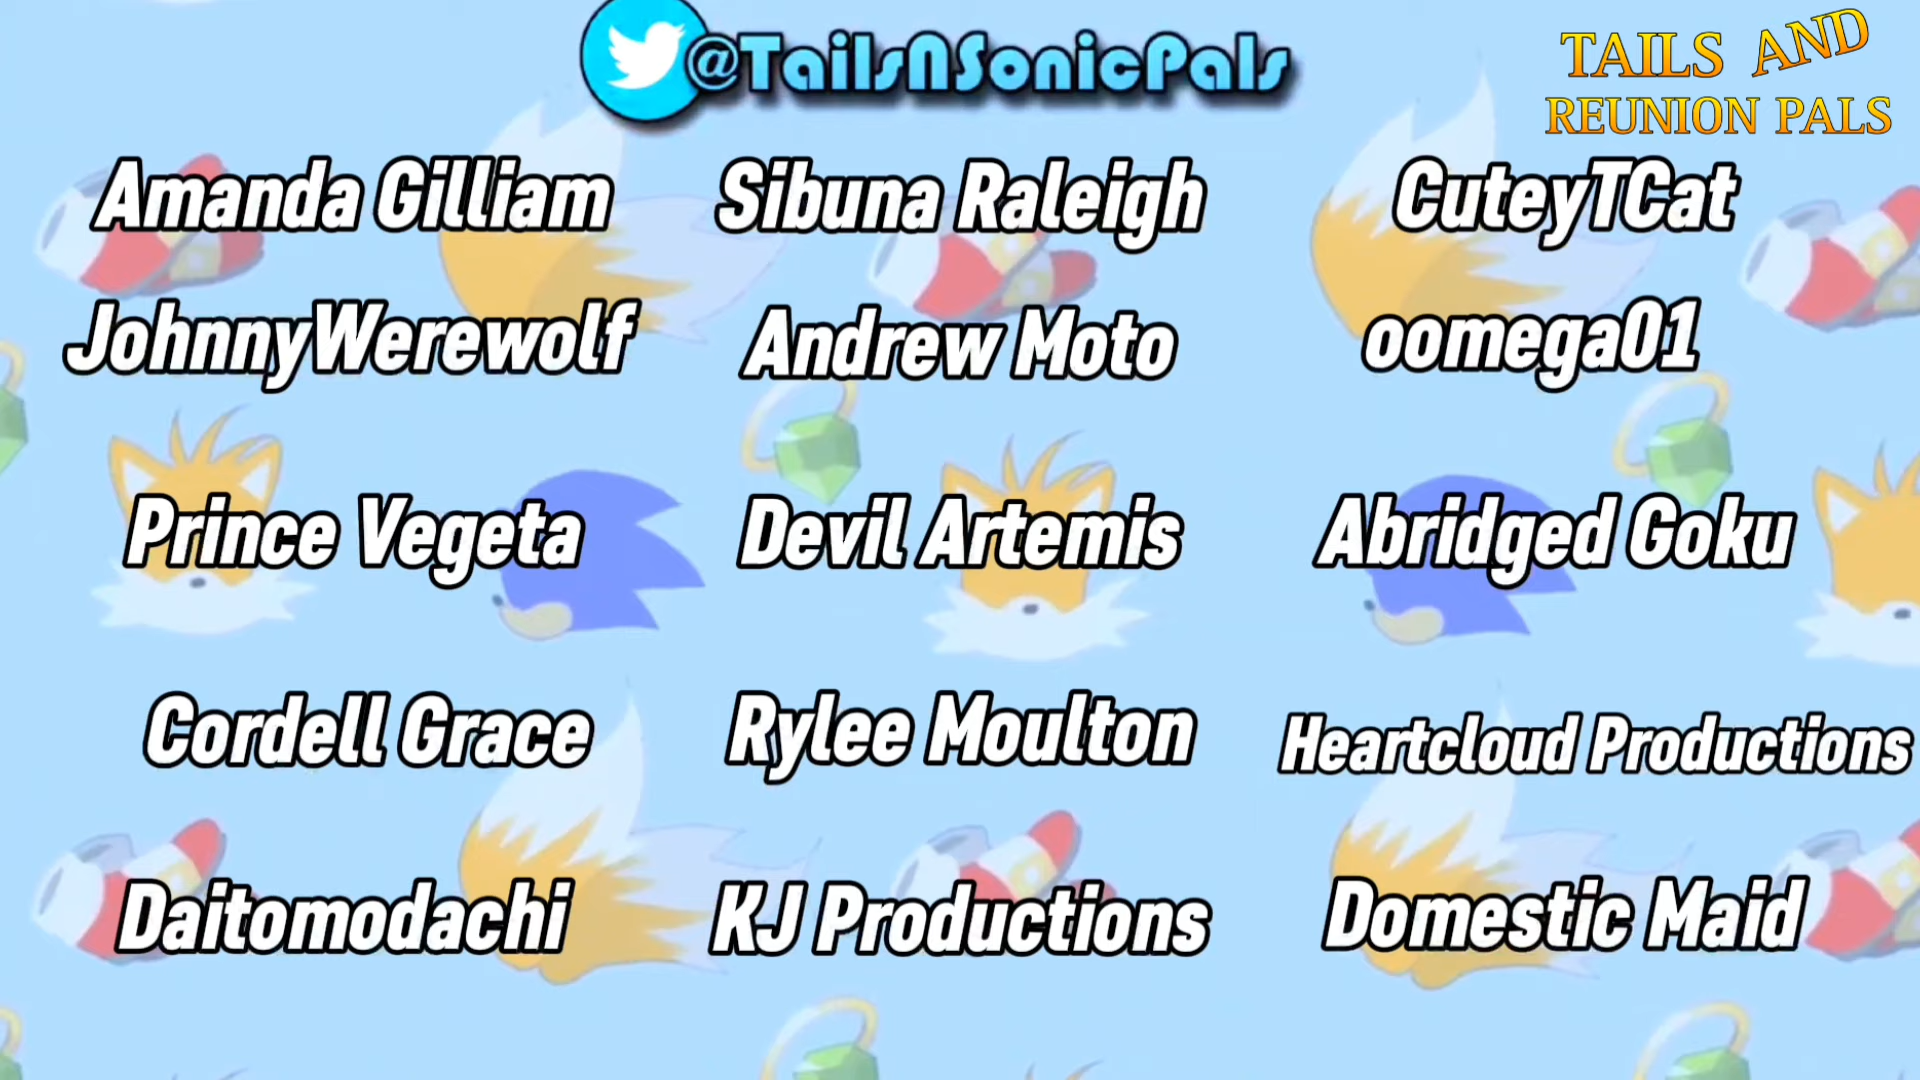 @TailsNSonicPals
TAILS AND
REUNION PALS
Amanda Gilliam
Sibuna Raleigh
CuteyTCat
JohnnyWerewolf
Andrew Moto
oomega01
Prince Vegeta
Devil Artemis
Abridged Goku
Cordell Grace
Rylee Moulton
Heartcloud Productions
Daitomodachi
KJ Productions
Domestic Maid